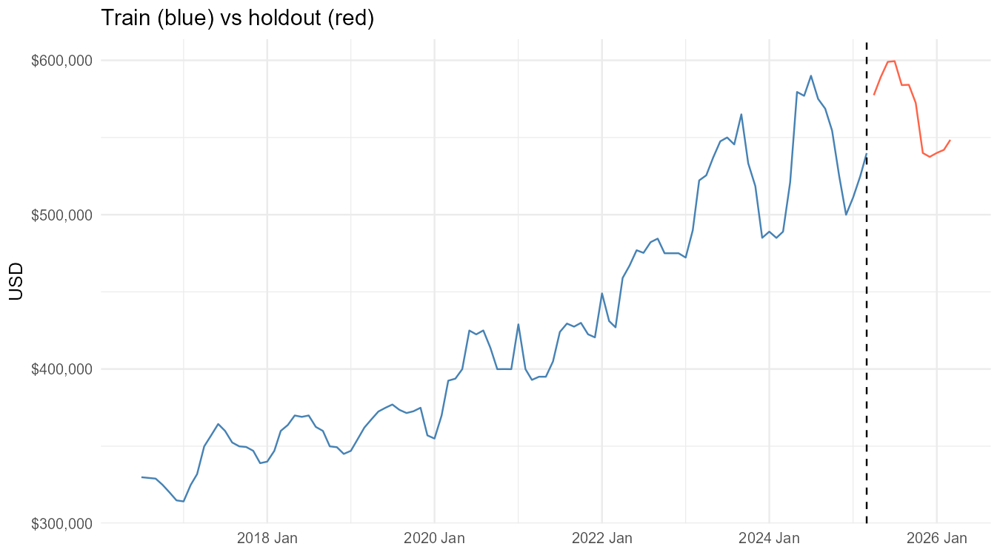 Train (blue) vs holdout (red)
$600,000
$500,000
USD
$400,000
$300,000
2018 Jan 2020 Jan 2022 Jan 2024 Jan 2026 Jan